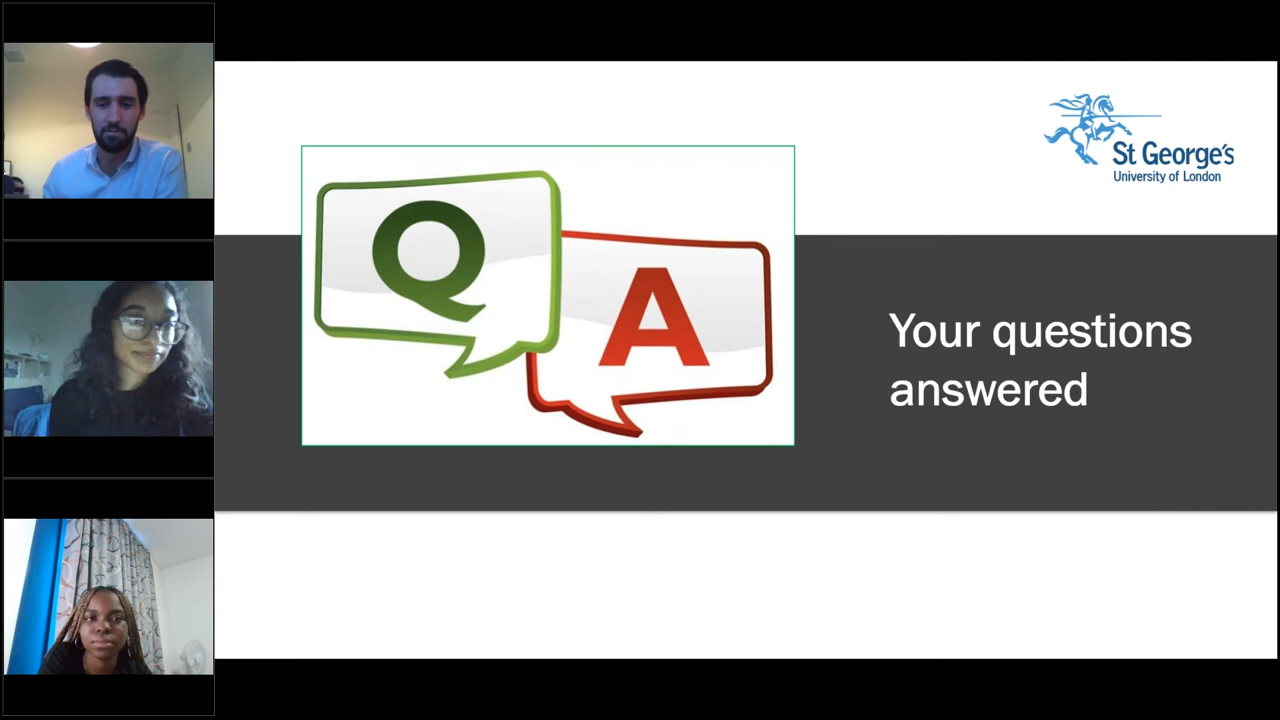 St George's
University of London
Q
A
Your questions
answered